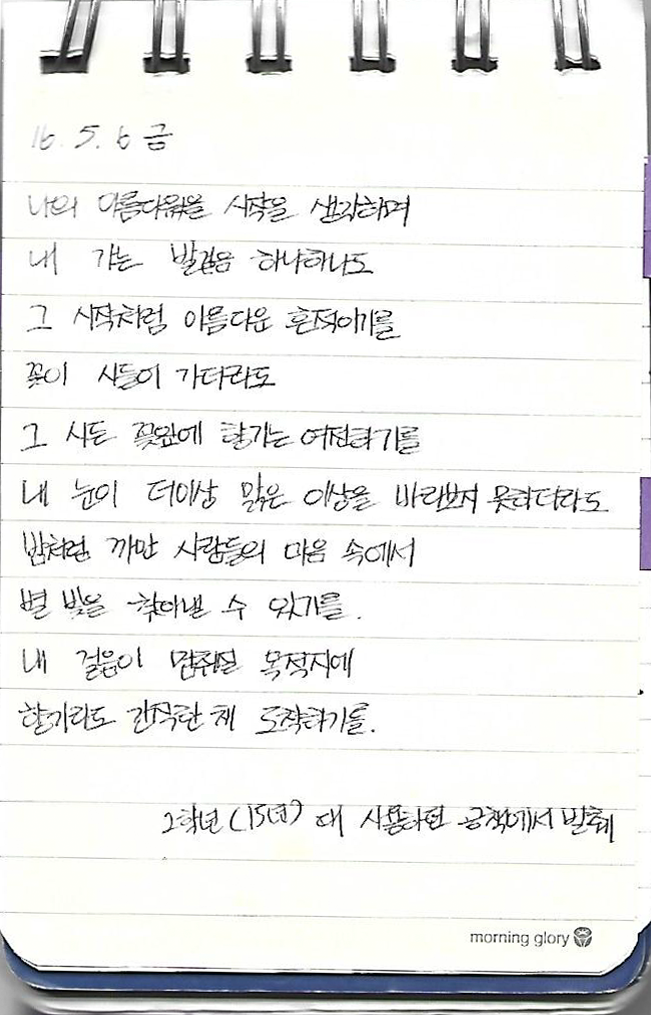 16. 5. 6 금
나의 아름다웠을 시작을 생각하며
내 가는 발걸음 하나하나도
그 시작처럼 아름다운 흔적이기를
꽃이 시들어 가더라도
그 시든 꽃잎에 향기는 여전하기를
내 눈이 더이상 맑은 이상을 바라보지 못하더라도
밤처럼 까만 사람들의 마음 속에서
별 빛을 찾아낼 수 있기를.
내 걸음이 멈춰질 목적지에
향기라도 간직한 채 도착하기를.
2학년(15년) 때 사용하던 공책에서 발췌
morning glory